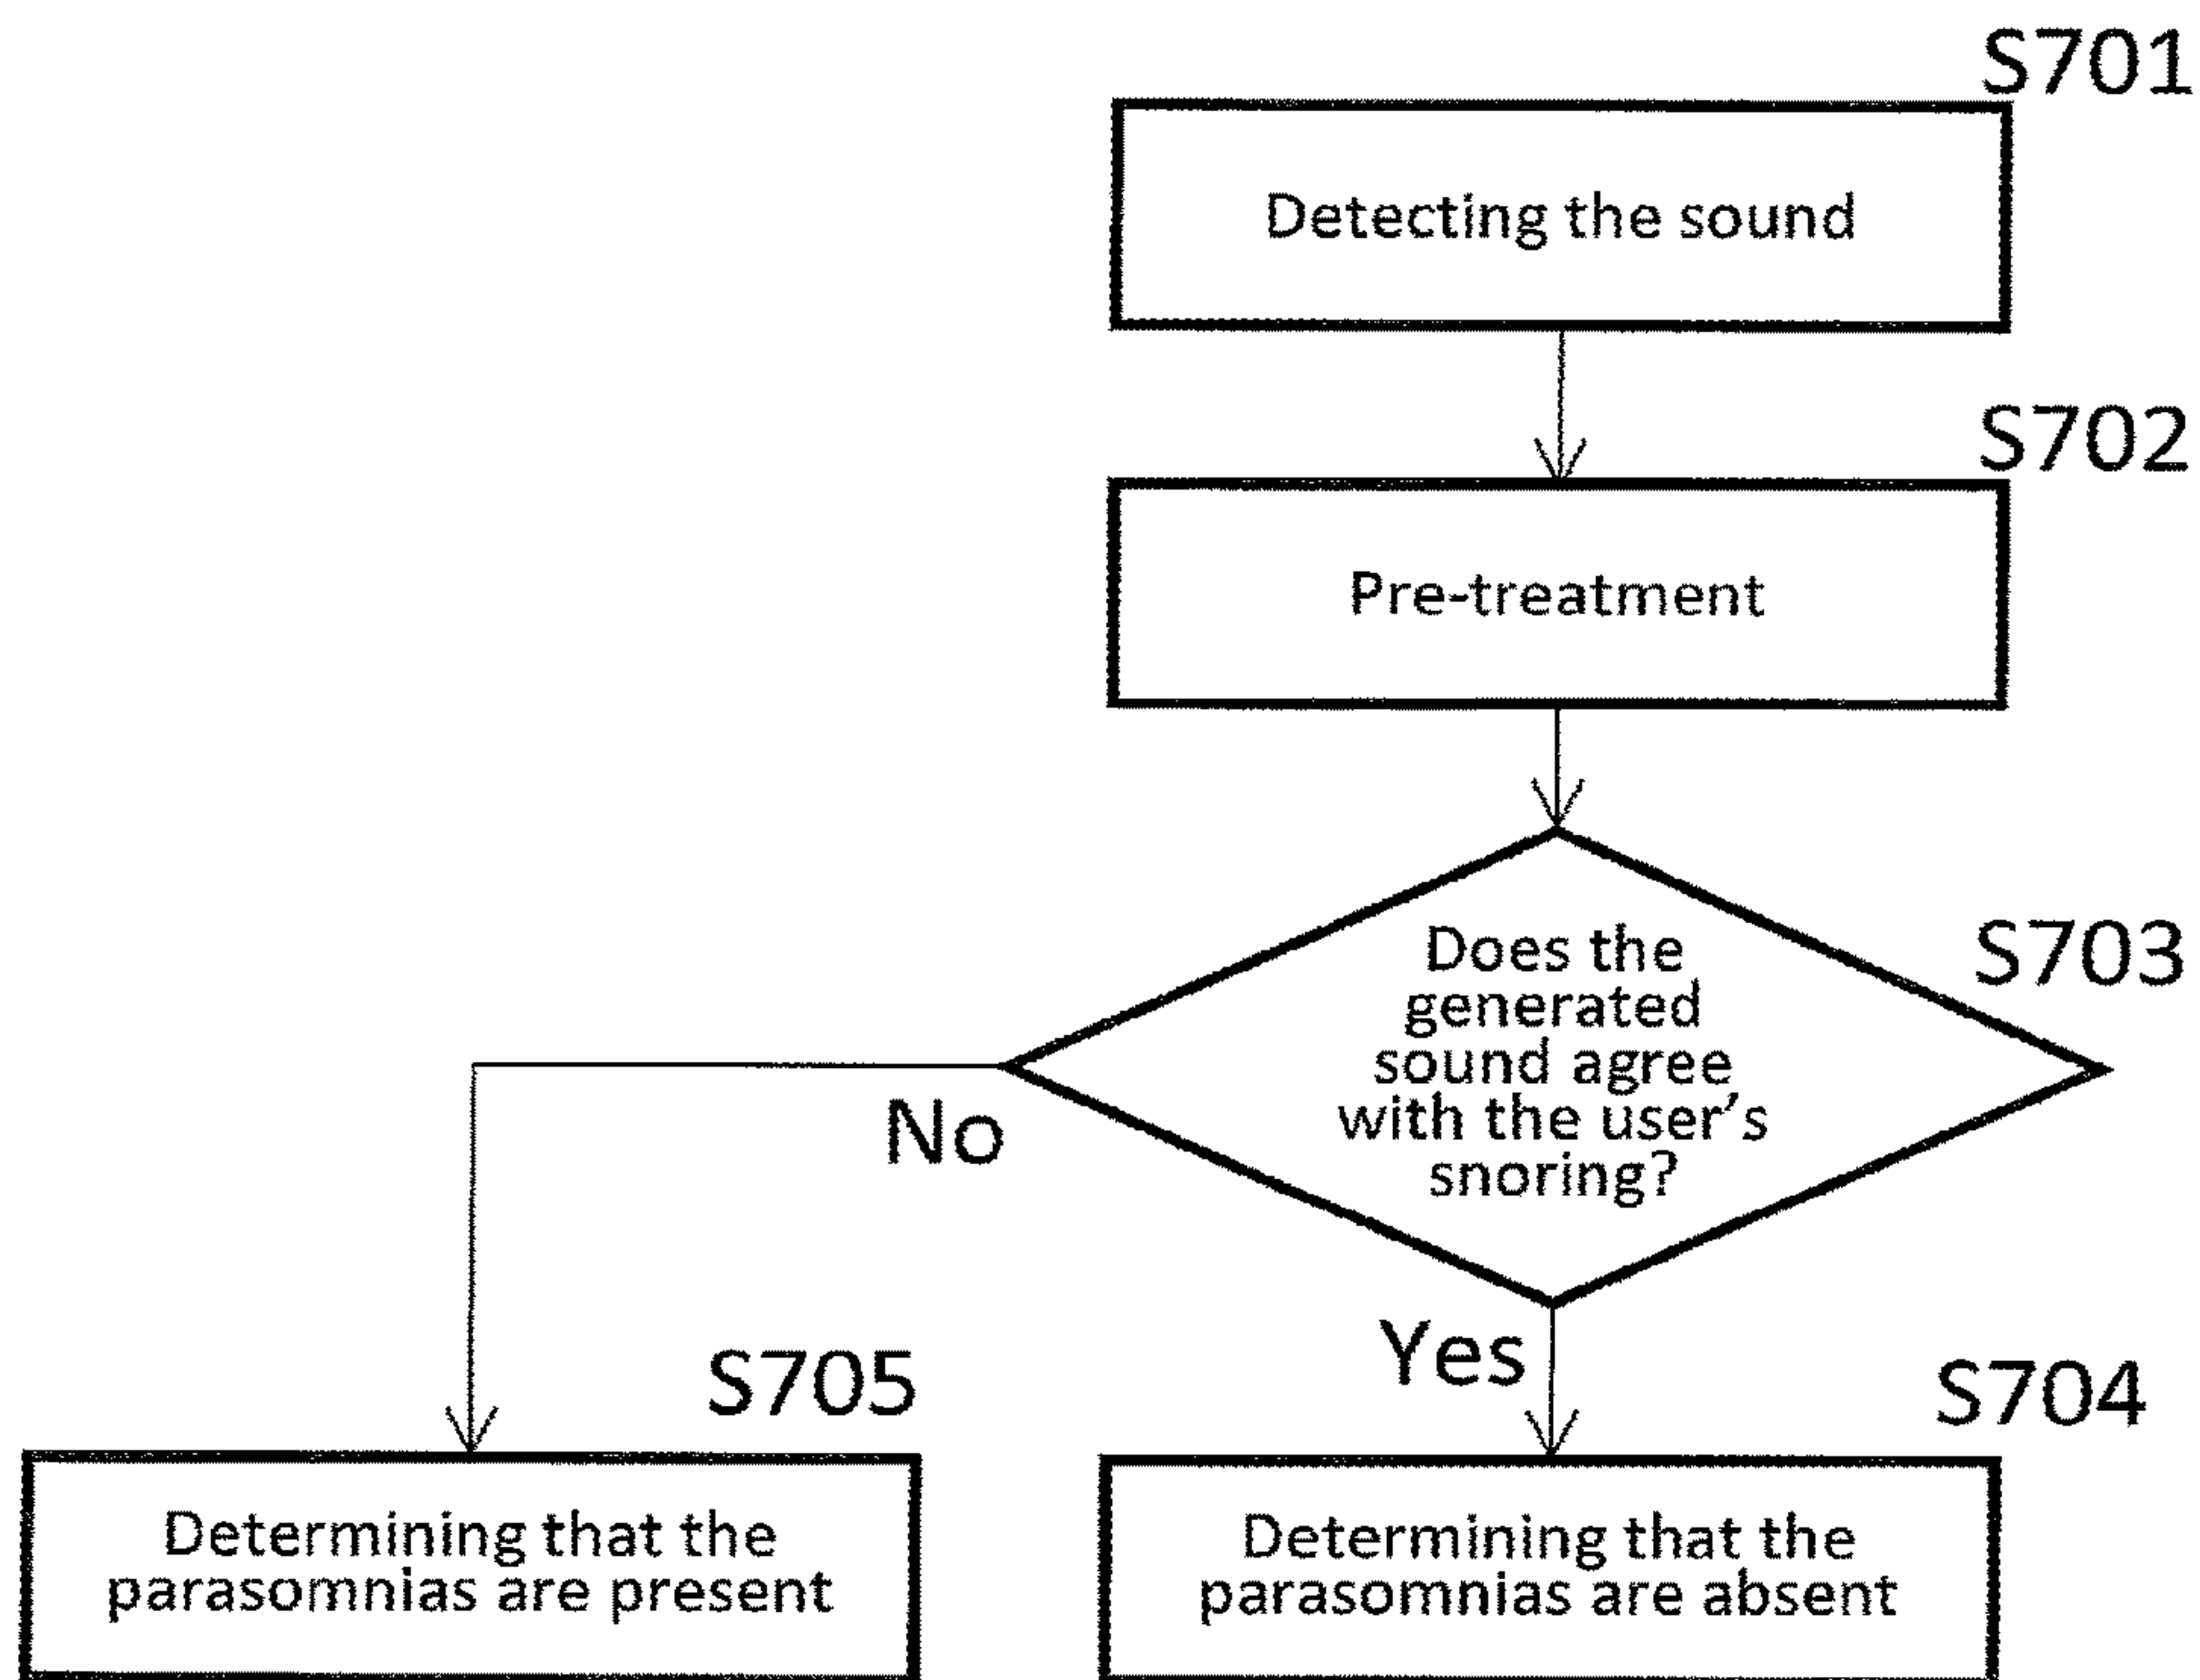 S701
Detecting the sound
S702
Pre-treatment
S703
Does the
generated
sound agree
with the user's
snoring?
No
Yes
S705
S704
Determining that the
parasomnias are present
Determining that the
parasomnias are absent